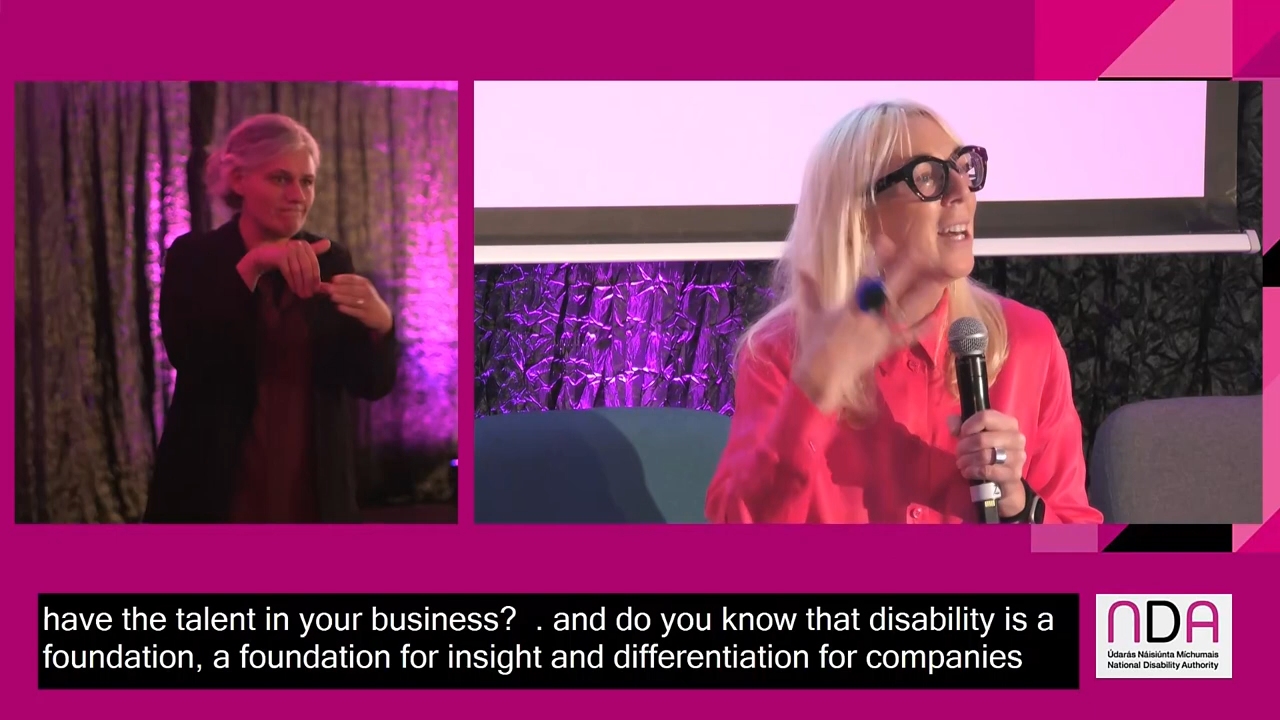 have the talent in your business?  . and do you know that disability is a
foundation, a foundation for insight and differentiation for companies
NDA
Údarás Náisiúnta Míchumais
National Disability Authority